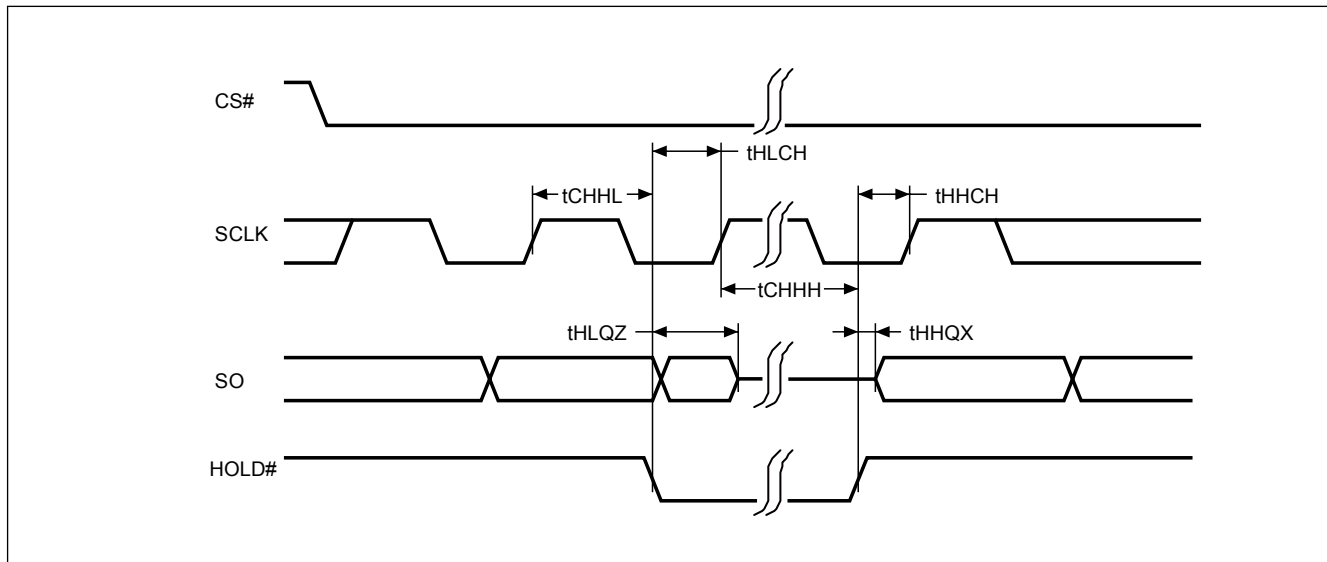 CS#
tHLCH
tCHHL
tHHCH
SCLK
tCHHH
tHLQZ
tHHQX
SO
HOLD#